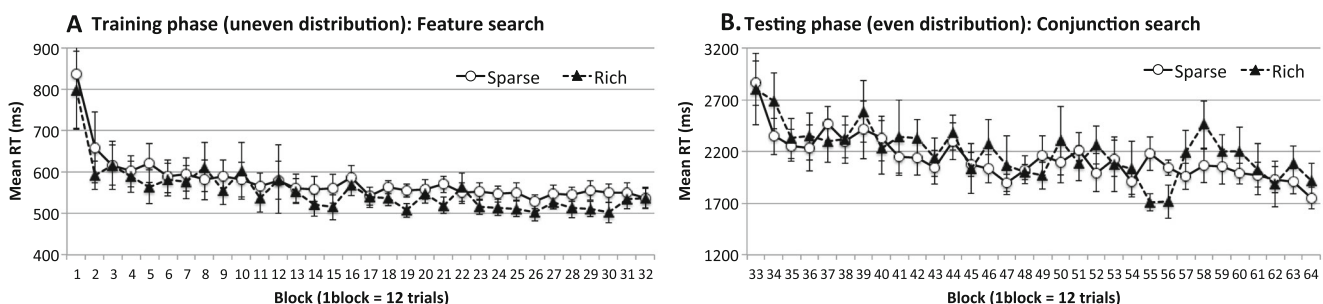 A Training phase (uneven distribution): Feature search
900
800
700
600
500
400
Mean RT (ms)
Sparse Rich
1 2 3 4 5 6 7 8 9 10 11 12 13 14 15 16 17 18 19 20 21 22 23 24 25 26 27 28 29 30 31 32
Block (1block = 12 trials)
B. Testing phase (even distribution): Conjunction search
3200
2700
2200
1700
1200
Mean RT (ms)
Sparse Rich
33 34 35 36 37 38 39 40 41 42 43 44 45 46 47 48 49 50 51 52 53 54 55 56 57 58 59 60 61 62 63 64
Block (1block = 12 trials)